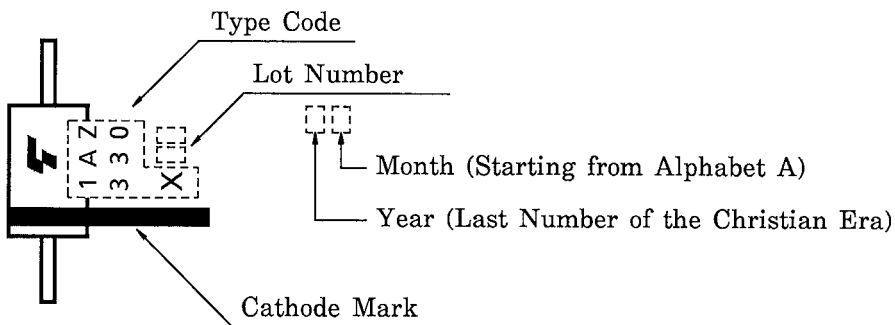 Type Code
Lot Number
1AZ
330
X
Month (Starting from Alphabet A)
Year (Last Number of the Christian Era)
Cathode Mark